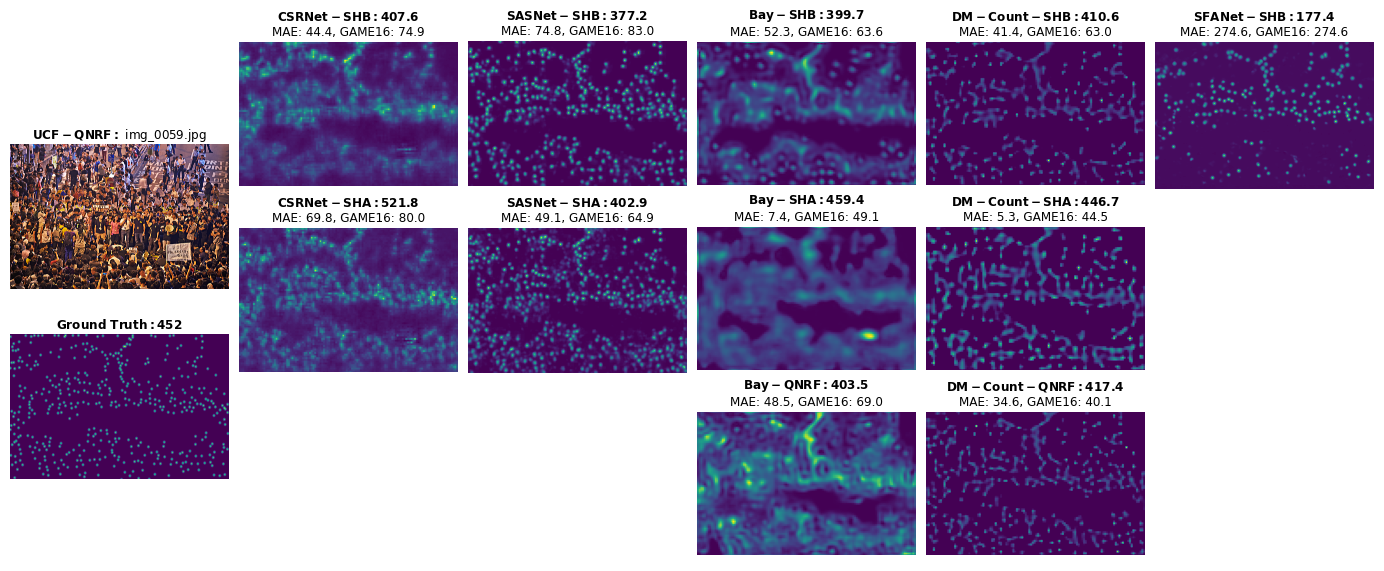 UCF − QNRF : img_0059.jpg
Ground Truth : 452
CSRNet − SHB : 407.6
MAE: 44.4, GAME16: 74.9
CSRNet − SHA : 521.8
MAE: 69.8, GAME16: 80.0
SASNet − SHB : 377.2
MAE: 74.8, GAME16: 83.0
SASNet − SHA : 402.9
MAE: 49.1, GAME16: 64.9
Bay − SHB : 399.7
MAE: 52.3, GAME16: 63.6
Bay − SHA : 459.4
MAE: 7.4, GAME16: 49.1
Bay − QNRF : 403.5
MAE: 48.5, GAME16: 69.0
DM − Count − SHB : 410.6
MAE: 41.4, GAME16: 63.0
DM − Count − SHA : 446.7
MAE: 5.3, GAME16: 44.5
DM − Count − QNRF : 417.4
MAE: 34.6, GAME16: 40.1
SFANet − SHB : 177.4
MAE: 274.6, GAME16: 274.6